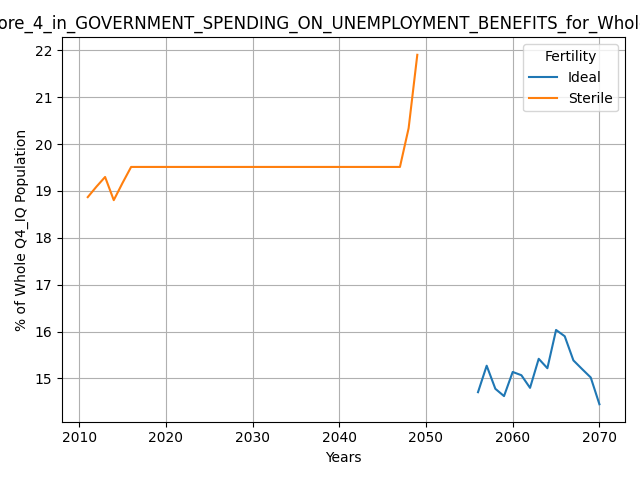 ore_4_in_GOVERNMENT_SPENDING_ON_UNEMPLOYMENT_BENEFITS_for_Whol
Fertility
Ideal
Sterile
% of Whole Q4_IQ Population
22
21
20
19
18
17
16
15
2010 2020 2030 2040 2050 2060 2070
Years